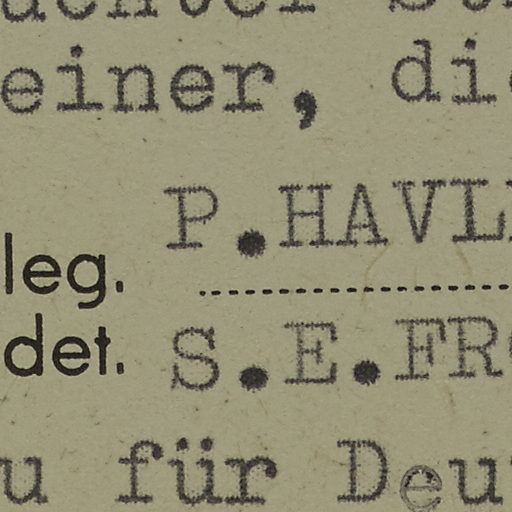 einer, di
leg. P.HAVL
det. S.E.FR
für Deu